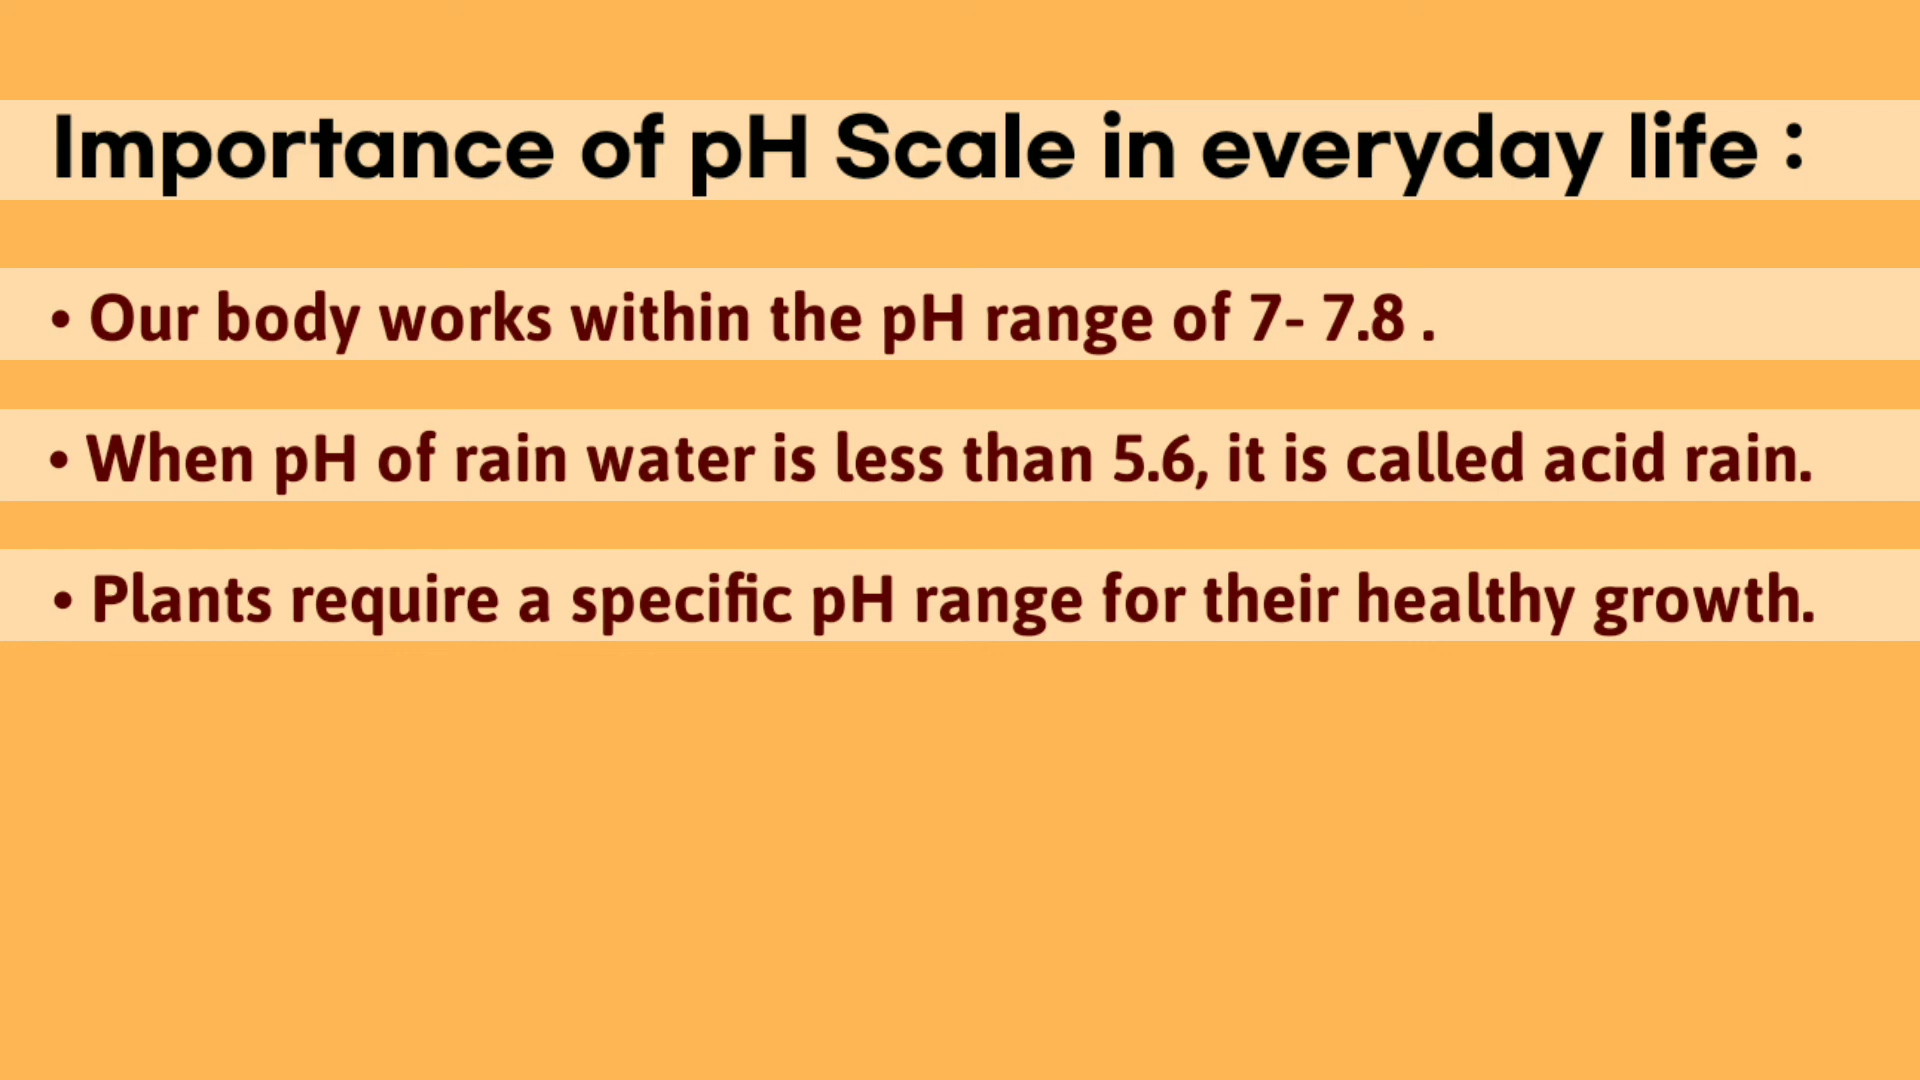 Importance of pH Scale in everyday life :
• Our body works within the pH range of 7- 7.8 .
• When pH of rain water is less than 5.6, it is called acid rain.
• Plants require a specific pH range for their healthy growth.